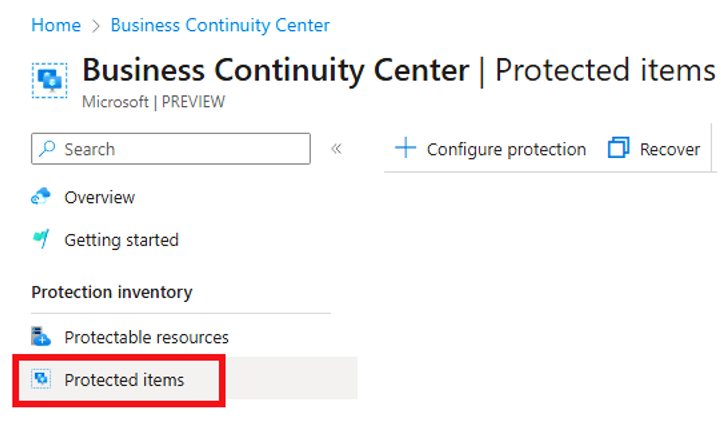 Home > Business Continuity Center
Business Continuity Center | Protected items
Microsoft | PREVIEW
Search «
+ Configure protection Recover
Overview
Getting started
Protection inventory
Protectable resources
Protected items